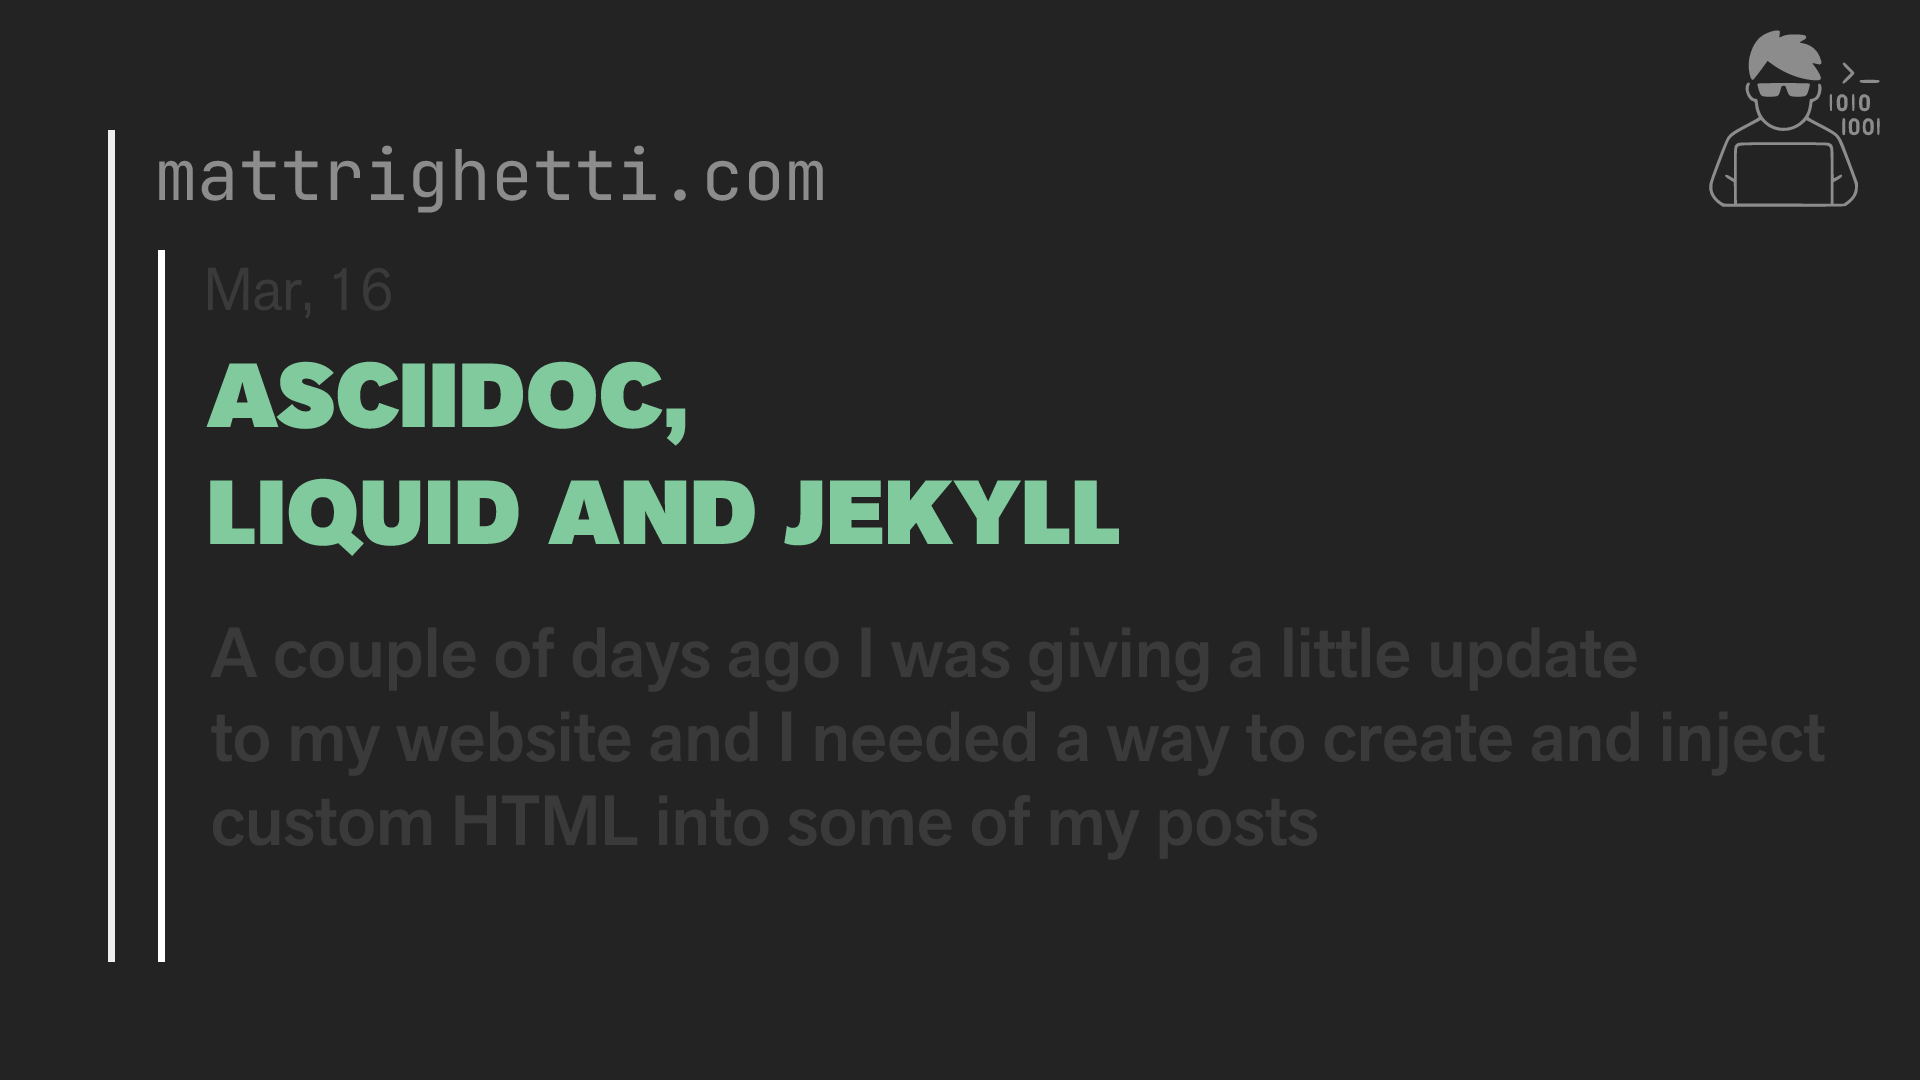 mattrighetti.com
>_
1010
1001
Mar, 16
ASCIIDOC,
LIQUID AND JEKYLL
A couple of days ago I was giving a little update
to my website and I needed a way to create and inject
custom HTML into some of my posts